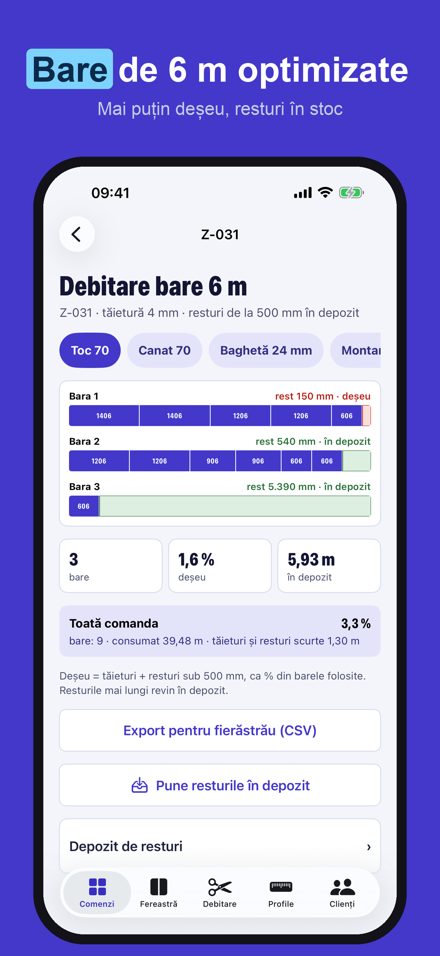 Bare de 6 m optimizate
Mai puțin deșeu, resturi în stoc
09:41
Z-031
Debitare bare 6 m
Z-031 · tăietură 4 mm · resturi de la 500 mm în depozit
Toc 70 Canat 70 Baghetă 24 mm Montan
Bara 1 rest 150 mm · deșeu
1406 1406 1206 1206 606
Bara 2 rest 540 mm · în depozit
1206 1206 906 906 606 606
Bara 3 rest 5.390 mm · în depozit
606
3 1,6 % 5,93 m
bare deșeu în depozit
Toată comanda 3,3 %
bare: 9 · consumat 39,48 m · tăieturi și resturi scurte 1,30 m
Deșeu = tăieturi + resturi sub 500 mm, ca % din barele folosite.
Resturile mai lungi revin în depozit.
Export pentru fierăstrău (CSV)
Pune resturile în depozit
Depozit de resturi ›
Comenzi Fereastră Debitare Profile Clienți